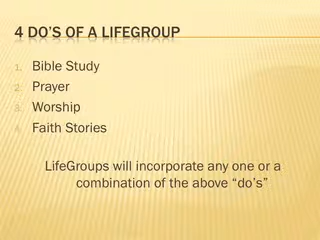 4 DO'S OF A LIFEGROUP
1. Bible Study
2. Prayer
3. Worship
4. Faith Stories
LifeGroups will incorporate any one or a
combination of the above “do's”